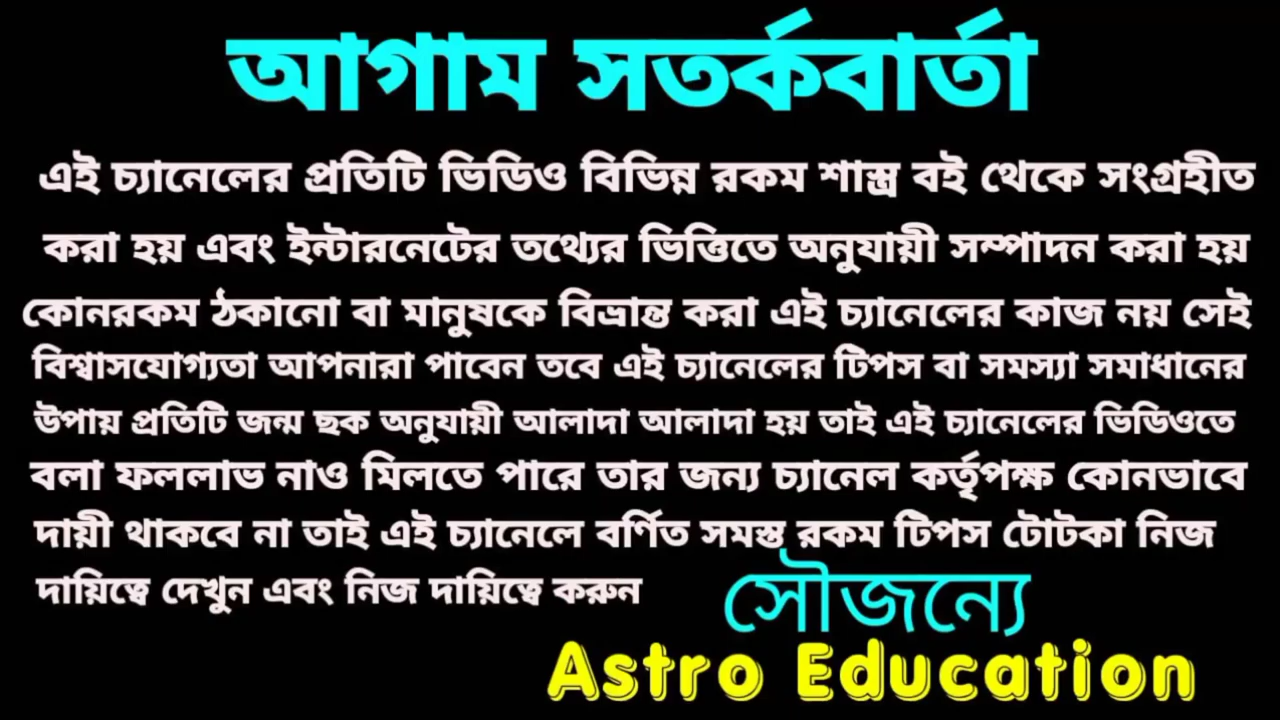 আগাম সতর্কবার্তা
এই চ্যানেলের প্রতিটি ভিডিও বিভিন্ন রকম শাস্ত্র বই থেকে সংগ্রহীত
করা হয় এবং ইন্টারনেটের তথ্যের ভিত্তিতে অনুযায়ী সম্পাদন করা হয়
কোনরকম ঠকানো বা মানুষকে বিভ্রান্ত করা এই চ্যানেলের কাজ নয় সেই
বিশ্বাসযোগ্যতা আপনারা পাবেন তবে এই চ্যানেলের টিপস বা সমস্যা সমাধানের
উপায় প্রতিটি জন্ম ছক অনুযায়ী আলাদা আলাদা হয় তাই এই চ্যানেলের ভিডিওতে
বলা ফললাভ নাও মিলতে পারে তার জন্য চ্যানেল কর্তৃপক্ষ কোনভাবে
দায়ী থাকবে না তাই এই চ্যানেলে বর্ণিত সমস্ত রকম টিপস টোটকা নিজ
দায়িত্বে দেখুন এবং নিজ দায়িত্বে করুন
সৌজন্যে
Astro Education